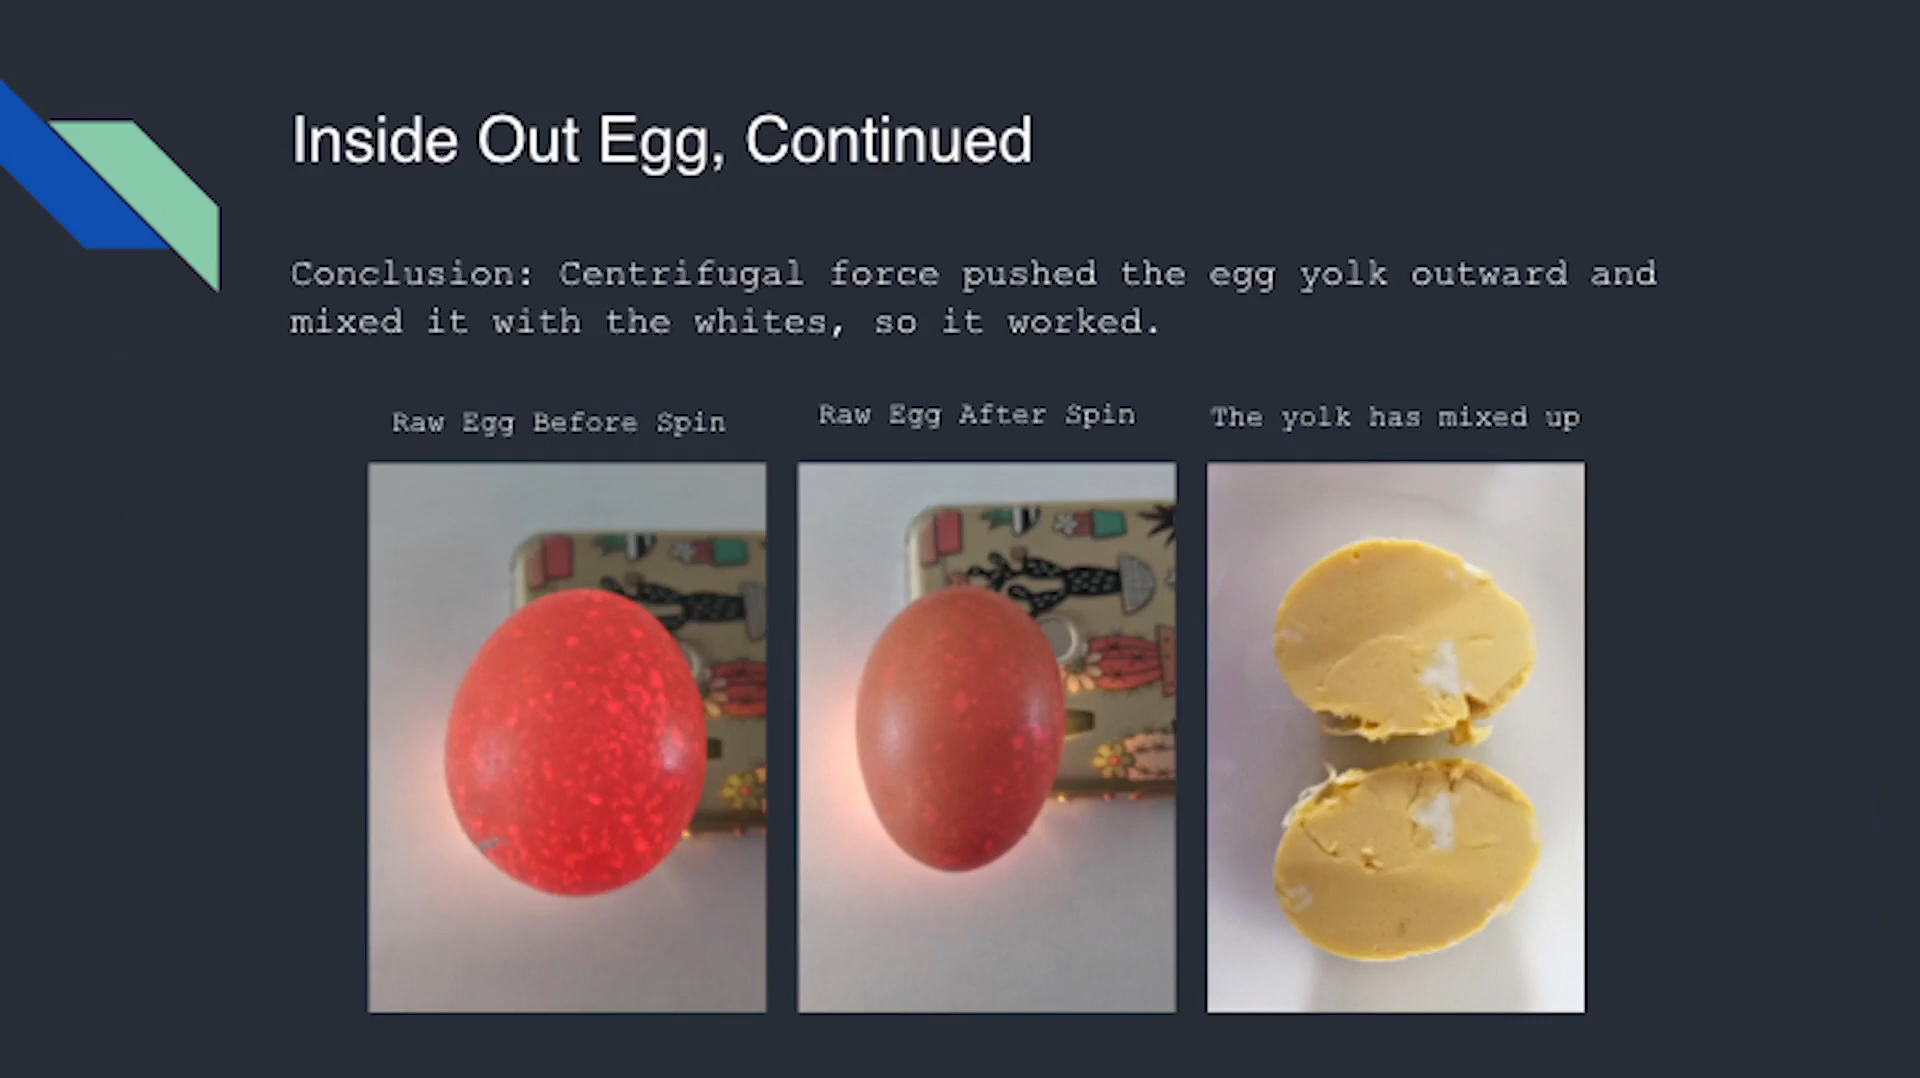 Inside Out Egg, Continued
Conclusion: Centrifugal force pushed the egg yolk outward and
mixed it with the whites, so it worked.
Raw Egg Before Spin
Raw Egg After Spin
The yolk has mixed up